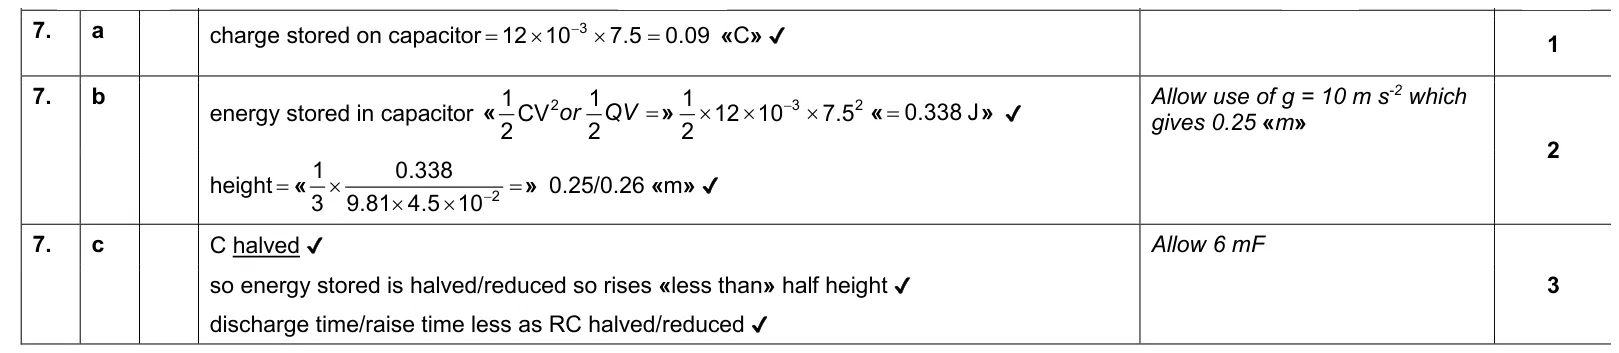 7. a charge stored on capacitor = 12 × 10⁻³ × 7.5 = 0.09 «C» ✔ 1
7. b energy stored in capacitor «1/2 CV² or 1/2 QV =» 1/2 × 12 × 10⁻³ × 7.5² «= 0.338 J» ✔ Allow use of g = 10 m s⁻² which
gives 0.25 «m»
2
height = «1/3 × 0.338/(9.81 × 4.5 × 10⁻²) =» 0.25/0.26 «m» ✔
7. c C halved ✔ Allow 6 mF
so energy stored is halved/reduced so rises «less than» half height ✔ 3
discharge time/raise time less as RC halved/reduced ✔